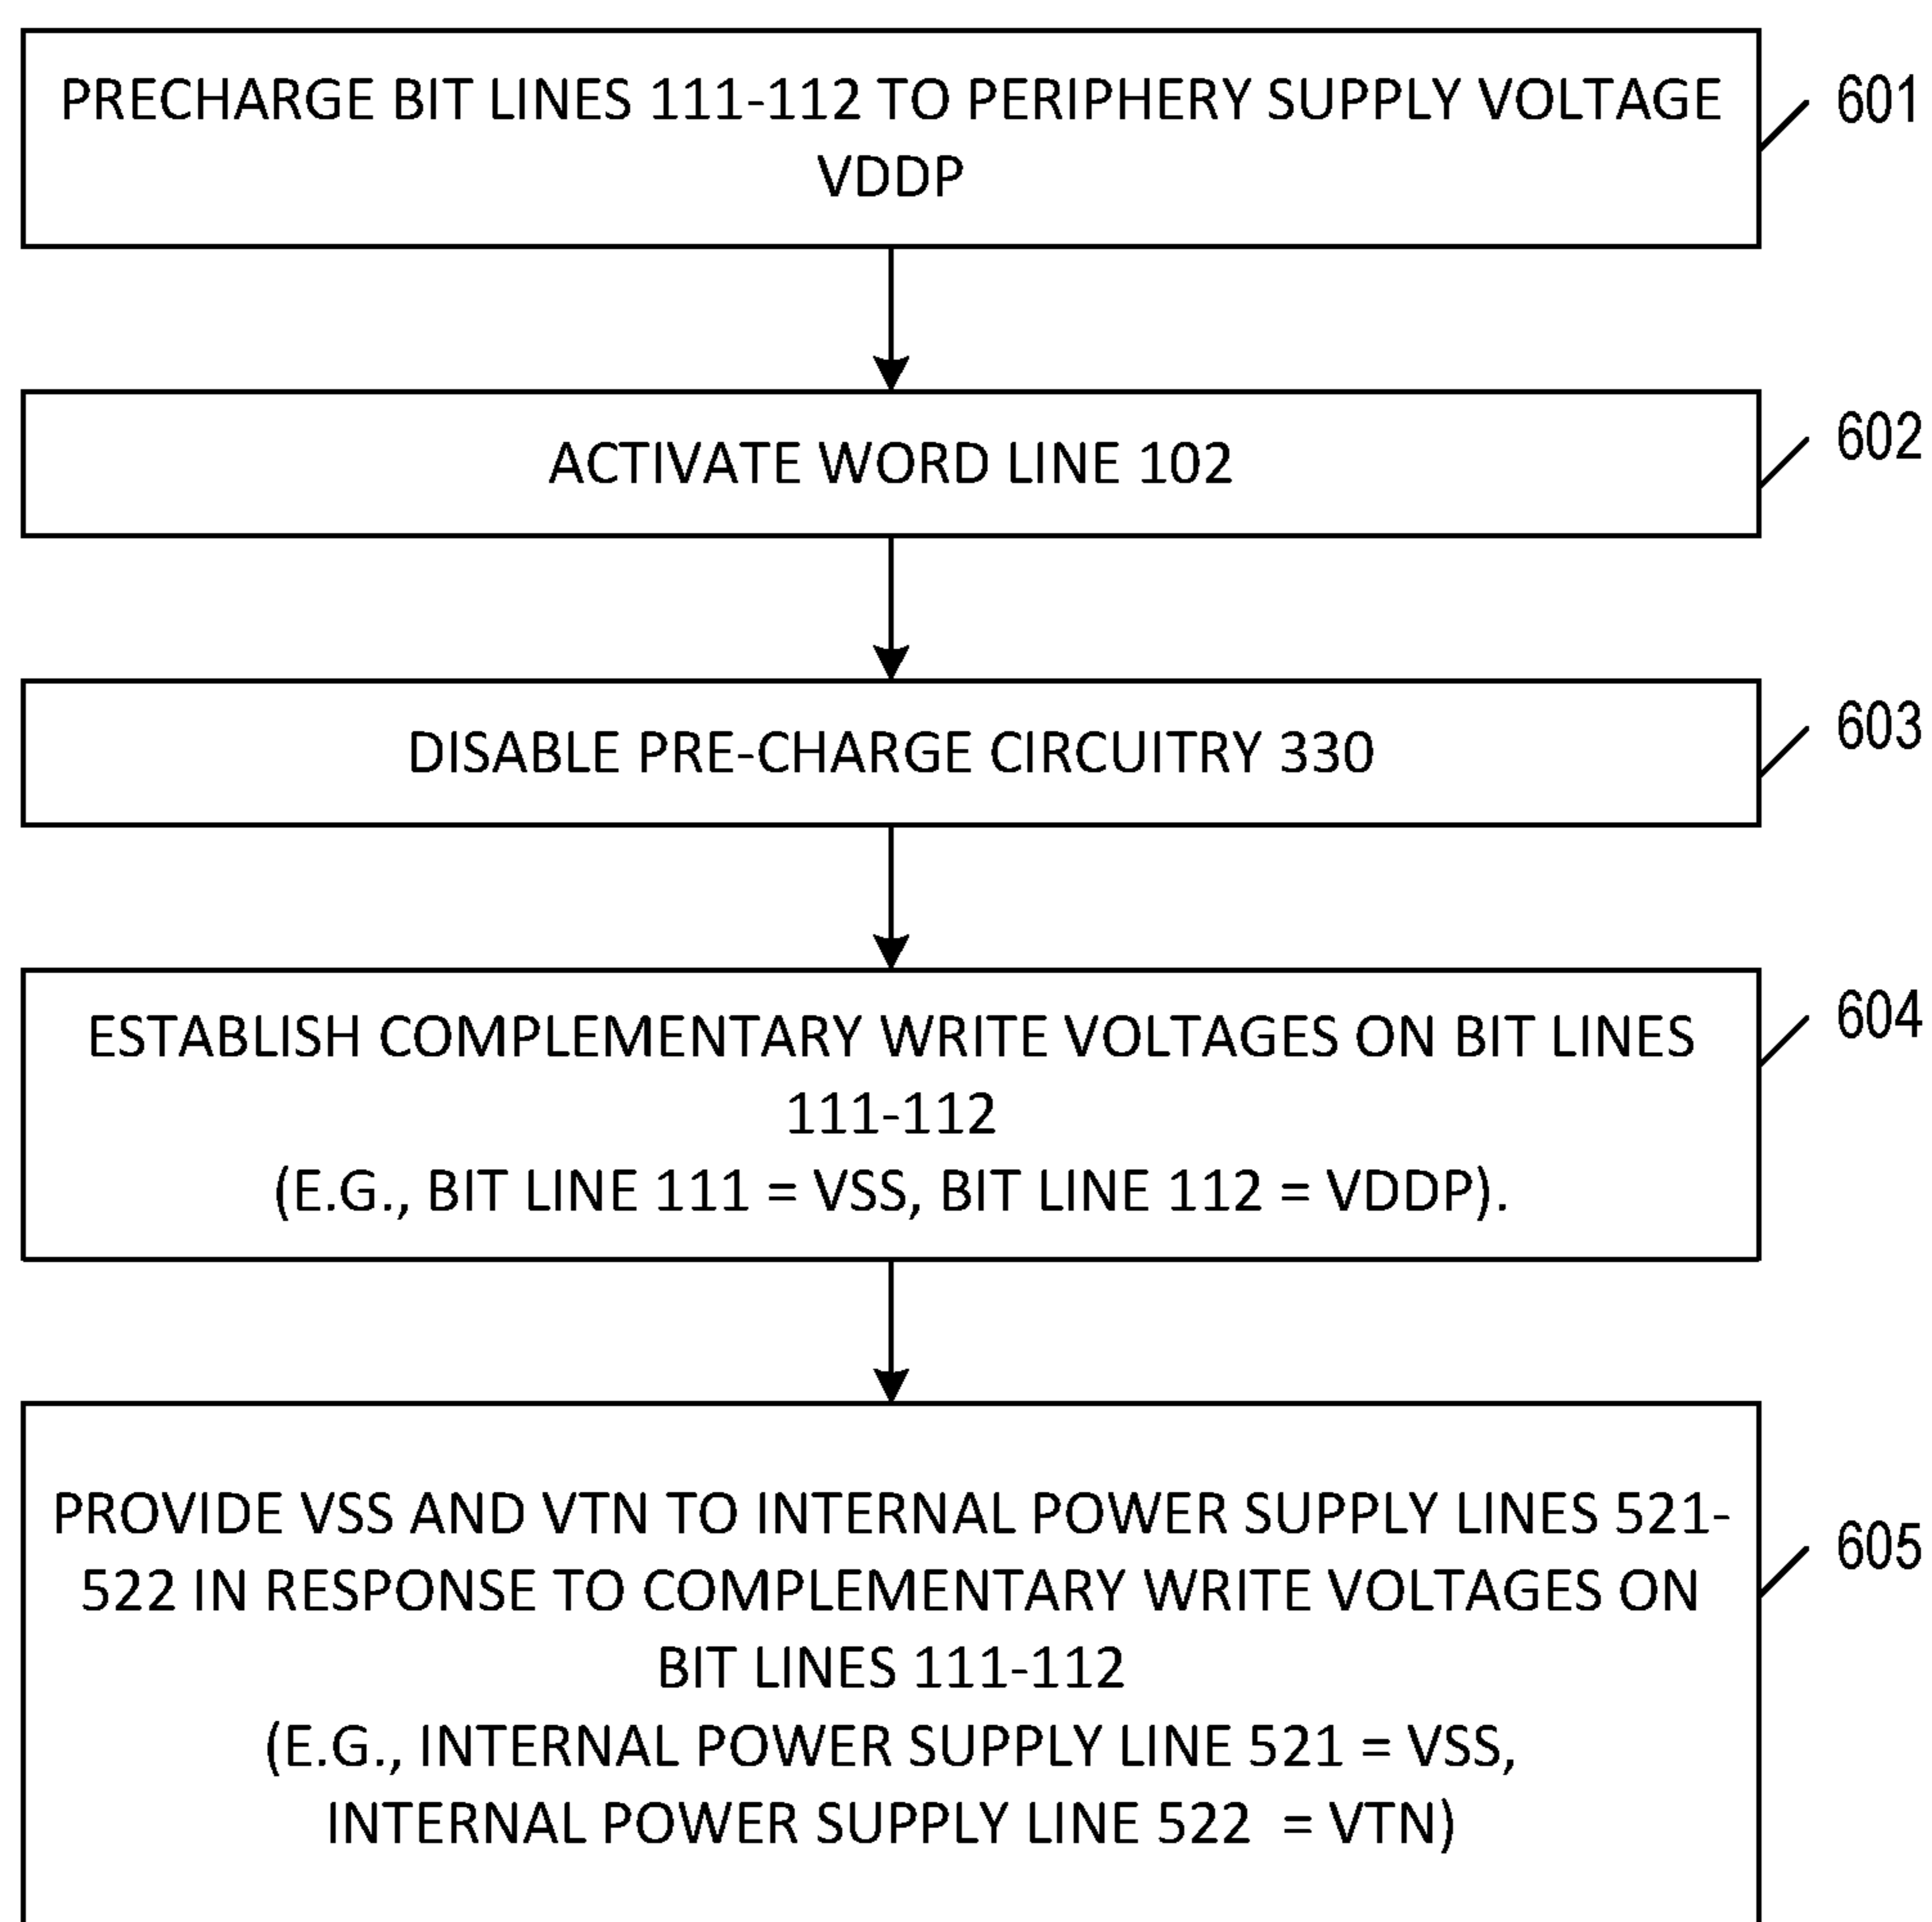 PRECHARGE BIT LINES 111-112 TO PERIPHERY SUPPLY VOLTAGE
VDDP
601
ACTIVATE WORD LINE 102
602
DISABLE PRE-CHARGE CIRCUITRY 330
603
ESTABLISH COMPLEMENTARY WRITE VOLTAGES ON BIT LINES
111-112
(E.G., BIT LINE 111 = VSS, BIT LINE 112 = VDDP).
604
PROVIDE VSS AND VTN TO INTERNAL POWER SUPPLY LINES 521-
522 IN RESPONSE TO COMPLEMENTARY WRITE VOLTAGES ON
BIT LINES 111-112
(E.G., INTERNAL POWER SUPPLY LINE 521 = VSS,
INTERNAL POWER SUPPLY LINE 522 = VTN)
605